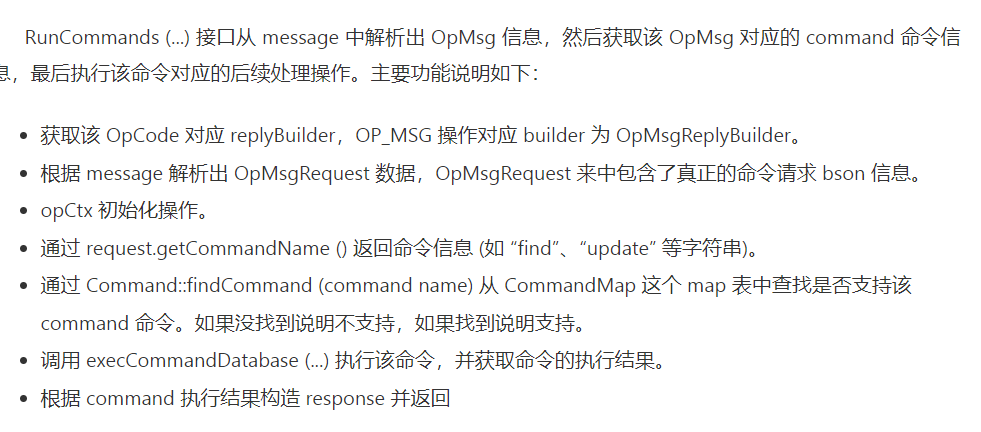 RunCommands (...) 接口从 message 中解析出 OpMsg 信息，然后获取该 OpMsg 对应的 command 命令信
息，最后执行该命令对应的后续处理操作。主要功能说明如下：
• 获取该 OpCode 对应 replyBuilder，OP_MSG 操作对应 builder 为 OpMsgReplyBuilder。
• 根据 message 解析出 OpMsgRequest 数据，OpMsgRequest 来中包含了真正的命令请求 bson 信息。
• opCtx 初始化操作。
• 通过 request.getCommandName () 返回命令信息 (如 “find”、“update” 等字符串)。
• 通过 Command::findCommand (command name) 从 CommandMap 这个 map 表中查找是否支持该
command 命令。如果没找到说明不支持，如果找到说明支持。
• 调用 execCommandDatabase (...) 执行该命令，并获取命令的执行结果。
• 根据 command 执行结果构造 response 并返回